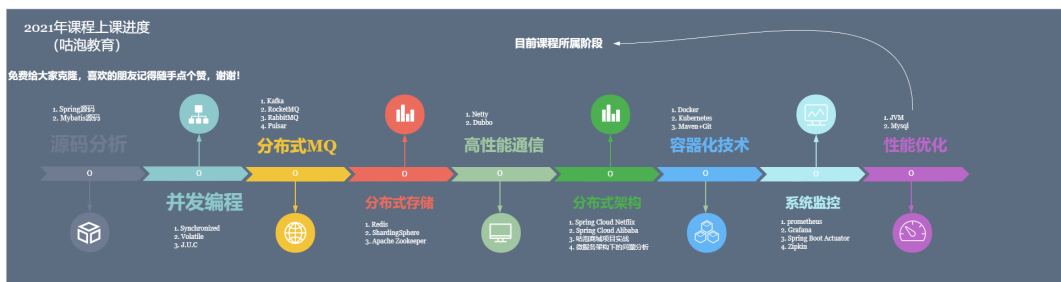 2021年课程上课进度
(咕泡教育)
免费给大家克隆，喜欢的朋友记得随手点个赞，谢谢！
目前课程所属阶段
1. Spring源码
2. Mybatis源码
源码分析
0
并发编程
1. Synchronized
2. Volatile
3. J.U.C
0
1. Kafka
2. RocketMQ
3. RabbitMQ
4. Pulsar
分布式MQ
0
0
分布式存储
1. Redis
2. ShardingSphere
3. Apache Zookeeper
1. Netty
2. Dubbo
高性能通信
0
0
分布式架构
1. Spring Cloud Netflix
2. Spring Cloud Alibaba
3. 咕泡商城项目实战
4. 微服务架构下的问题分析
1. Docker
2. Kubernetes
3. Maven+Git
容器化技术
0
0
系统监控
1. prometheus
2. Grafana
3. Spring Boot Actuator
4. Zipkin
1. JVM
2. Mysql
性能优化
0